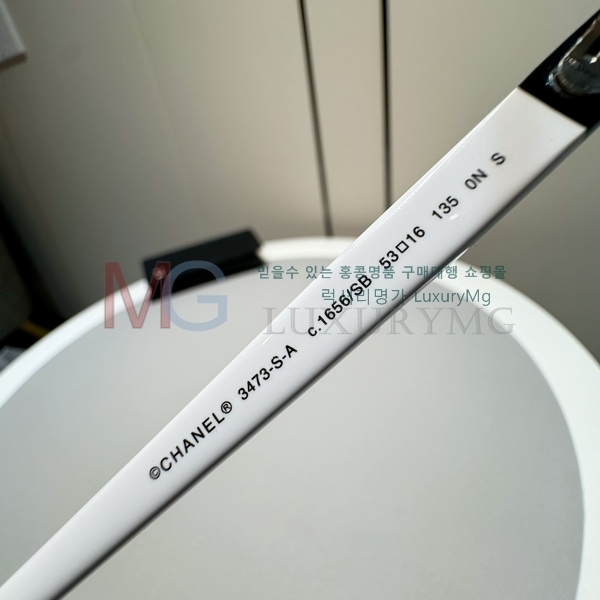 ©CHANEL® 3473-S-A c.1656/SB 53□16 135 0N S
MG
믿을수 있는 홍콩명품 구매대행 쇼핑몰
럭셔리명가 LuxuryMg
LUXURYMG